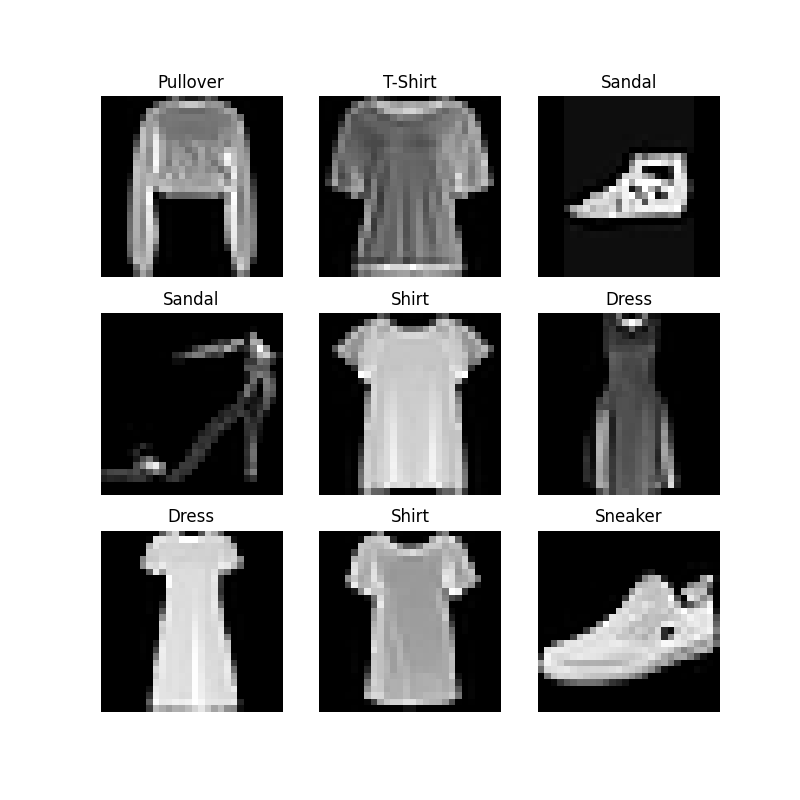 Pullover
T-Shirt
Sandal
Sandal
Shirt
Dress
Dress
Shirt
Sneaker